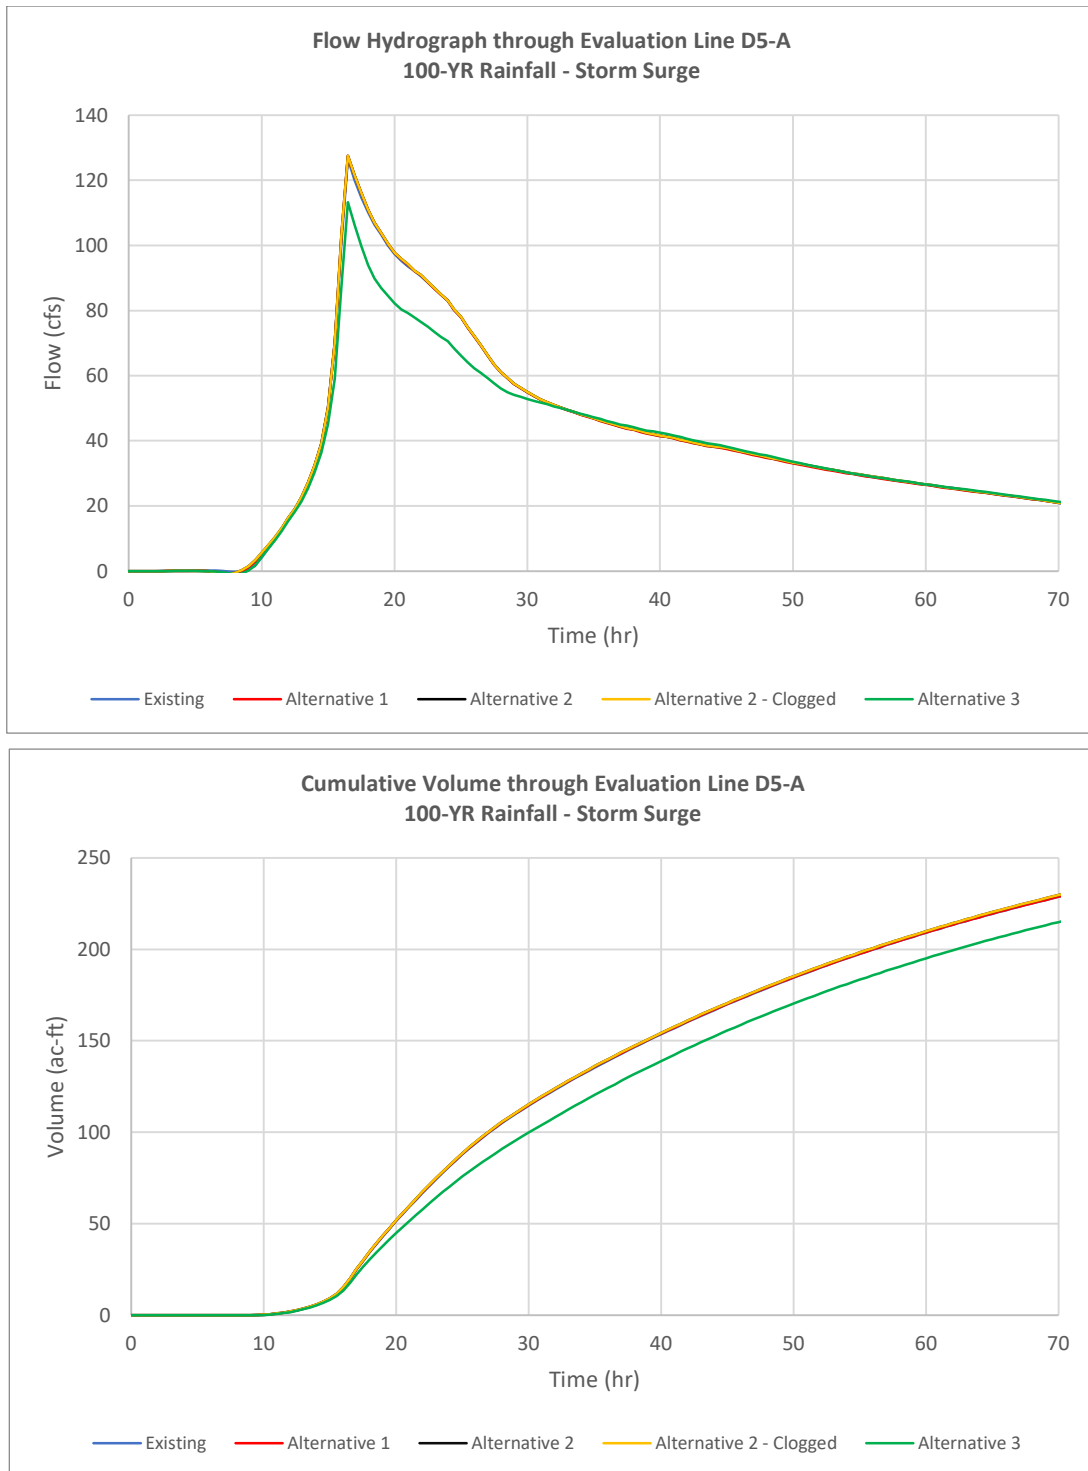 Flow Hydrograph through Evaluation Line D5-A
100-YR Rainfall - Storm Surge
140
120
100
80
60
40
20
0
Flow (cfs)
0 10 20 30 40 50 60 70
Time (hr)
Existing Alternative 1 Alternative 2 Alternative 2 - Clogged Alternative 3
Cumulative Volume through Evaluation Line D5-A
100-YR Rainfall - Storm Surge
250
200
150
100
50
0
Volume (ac-ft)
0 10 20 30 40 50 60 70
Time (hr)
Existing Alternative 1 Alternative 2 Alternative 2 - Clogged Alternative 3